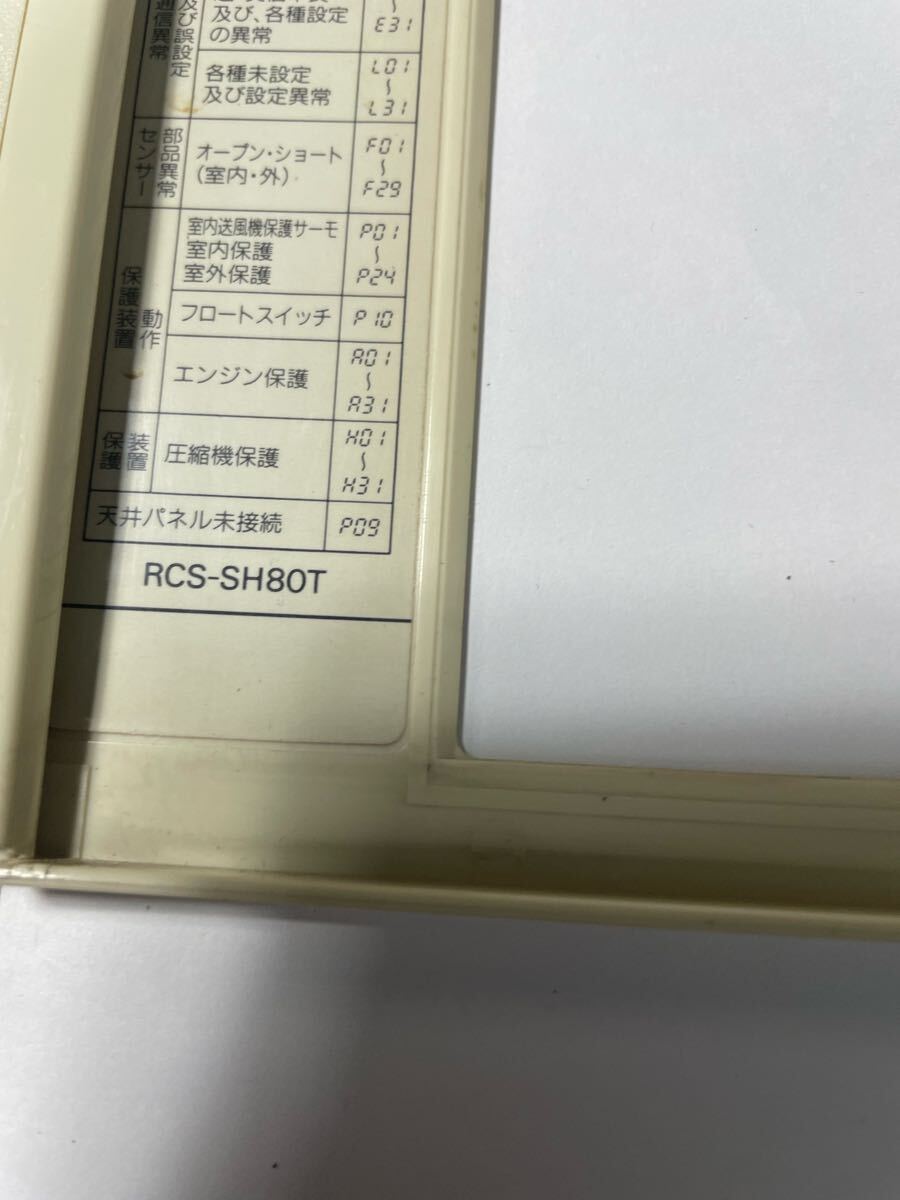 通信異常
及び誤設定
及び、各種設定
の異常
〜
E31
各種未設定
及び設定異常
L01
〜
L31
センサー
部品異常
オープン・ショート
(室内・外)
F01
〜
F29
保護装置
動作
室内送風機保護サーモ
室内保護
室外保護
P01
〜
P24
フロートスイッチ
P10
エンジン保護
A01
〜
A31
保護
装置
圧縮機保護
H01
〜
H31
天井パネル未接続
P09
RCS-SH80T